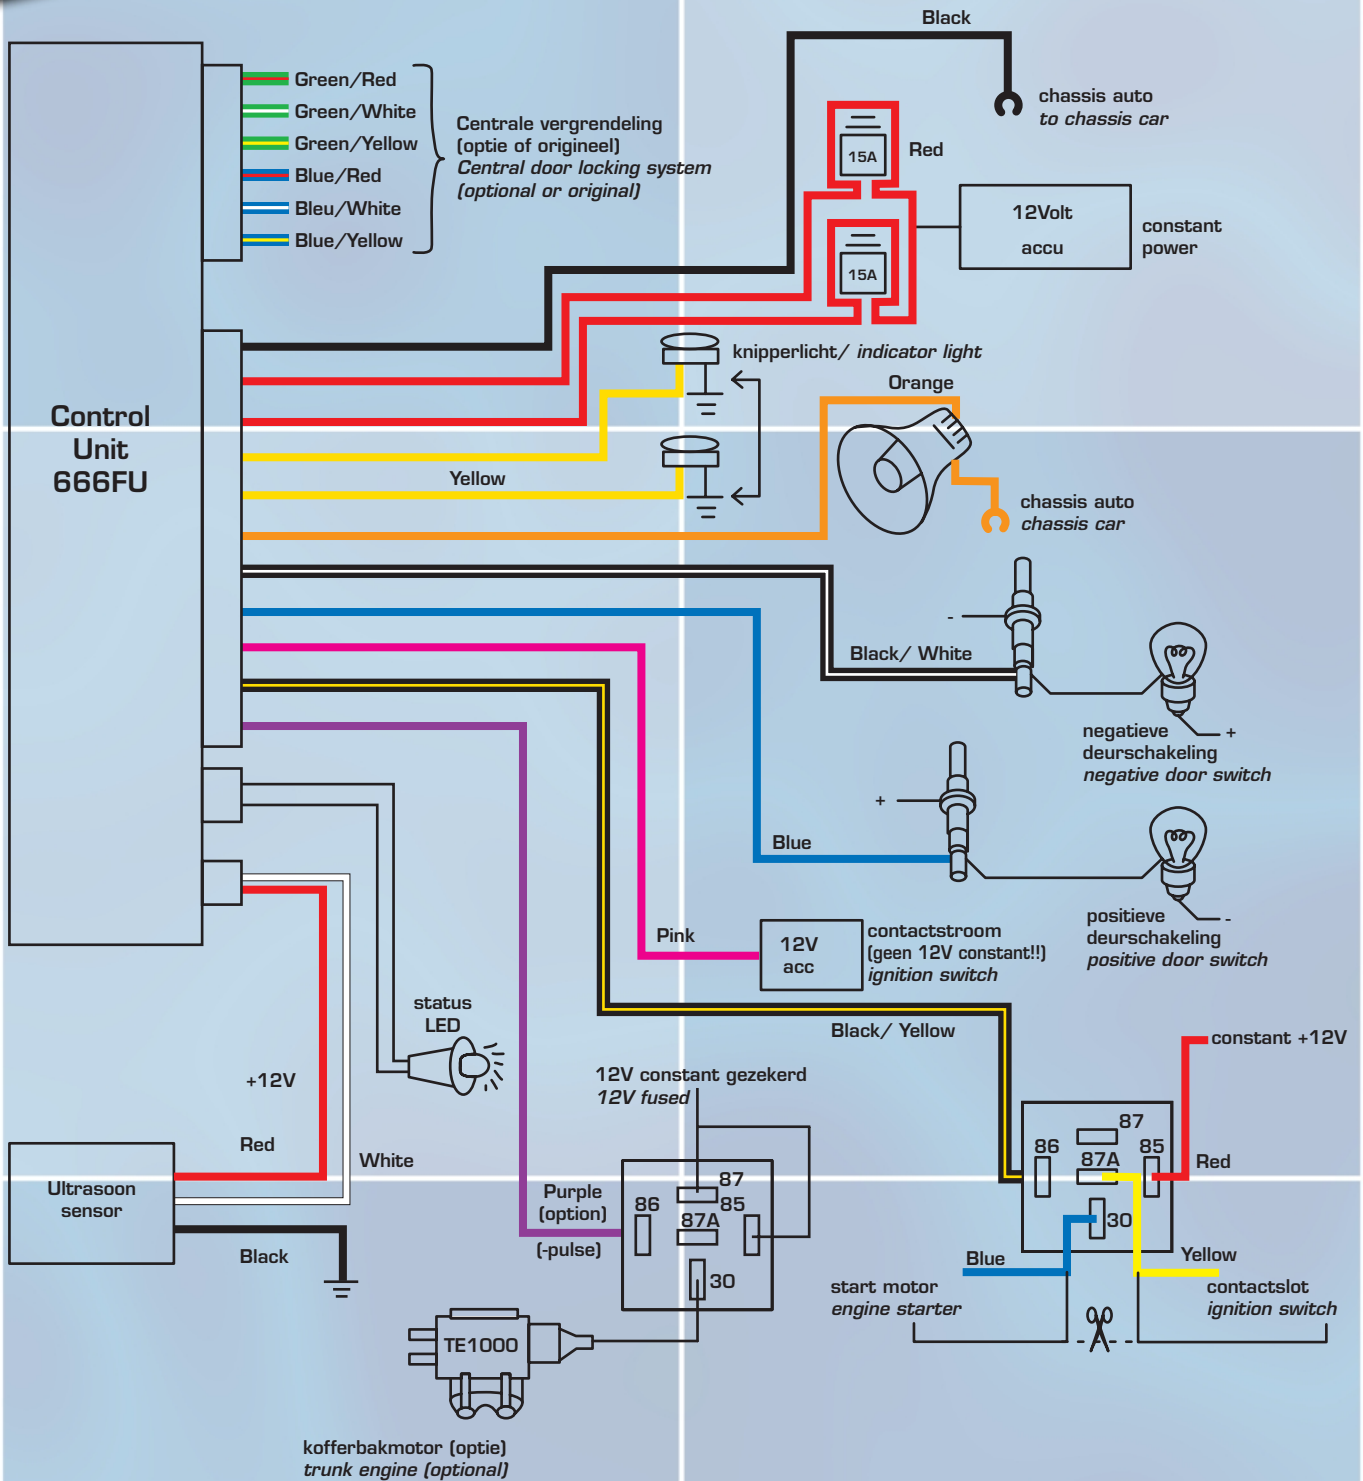 Black
Green/Red
Green/White
Green/Yellow
Blue/Red
Bleu/White
Blue/Yellow
Centrale vergrendeling
(optie of origineel)
Central door locking system
(optional or original)
chassis auto
to chassis car
15A
Red
15A
12Volt
accu
constant
power
knipperlicht/ indicator light
Control
Unit
666FU
Orange
Yellow
chassis auto
chassis car
-
Black/ White
+
negatieve
deurschakeling
negative door switch
+
Blue
-
positieve
deurschakeling
positive door switch
Pink
12V
acc
contactstroom
(geen 12V constant!!)
ignition switch
status
LED
Black/ Yellow
constant +12V
+12V
12V constant gezekerd
12V fused
Red
White
Ultrasoon
sensor
Black
Purple
(option)
(-pulse)
87
86
85
87A
30
87
86
85
87A
30
Red
Blue
Yellow
start motor
engine starter
contactslot
ignition switch
TE1000
kofferbakmotor (optie)
trunk engine (optional)